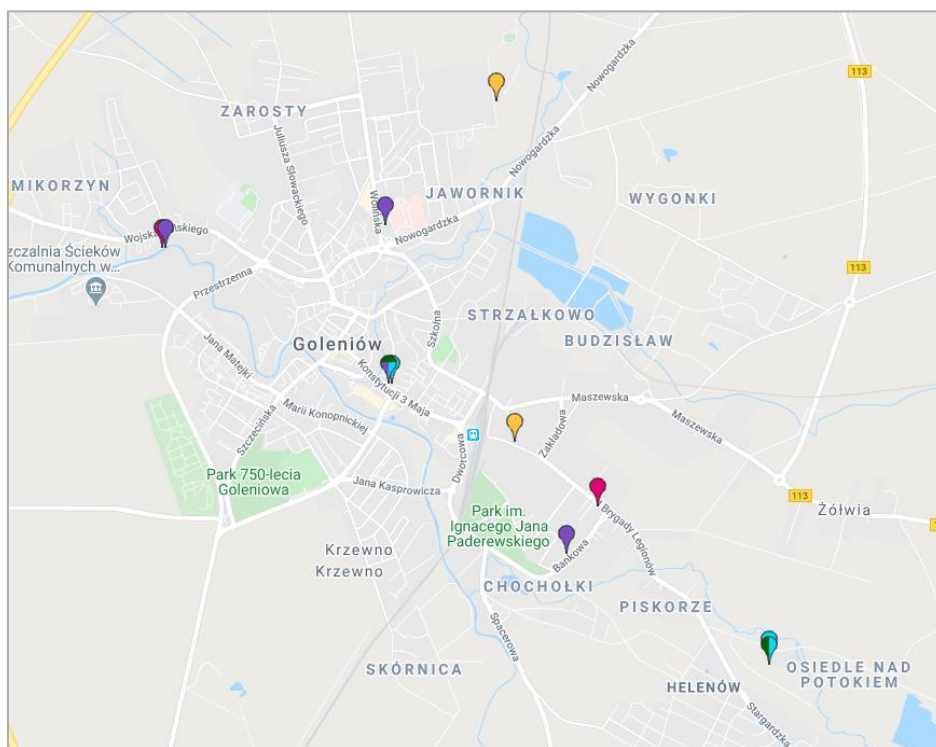 113
Nowogardzka
ZAROSTY
Juliusza Słowackiego
Nowogardzka
MIKORZYN
JAWORNIK
WYGONKI
Wolińska
Nowogardzka
zczalnia Ścieków
Komunalnych w...
113
Przestrzenna
STRZAŁKOWO
Szkolna
BUDZISŁAW
Goleniów
Jana Matejki
Konstytucji 3 Maja
Maszewska
Marii Konopnickiej
Zakładowa
Maszewska
Szczecińska
Dworcowa
Park 750-lecia
Goleniowa
Jana Kasprowicza
113
Żółwia
Park im.
Ignacego Jana
Paderewskiego
Brygady Legionów
Krzewno
Krzewno
Bankowa
CHOCHOŁKI
PISKORZE
Spacerowa
SKÓRNICA
OSIEDLE NAD
POTOKIEM
HELENÓW
Stargardzka